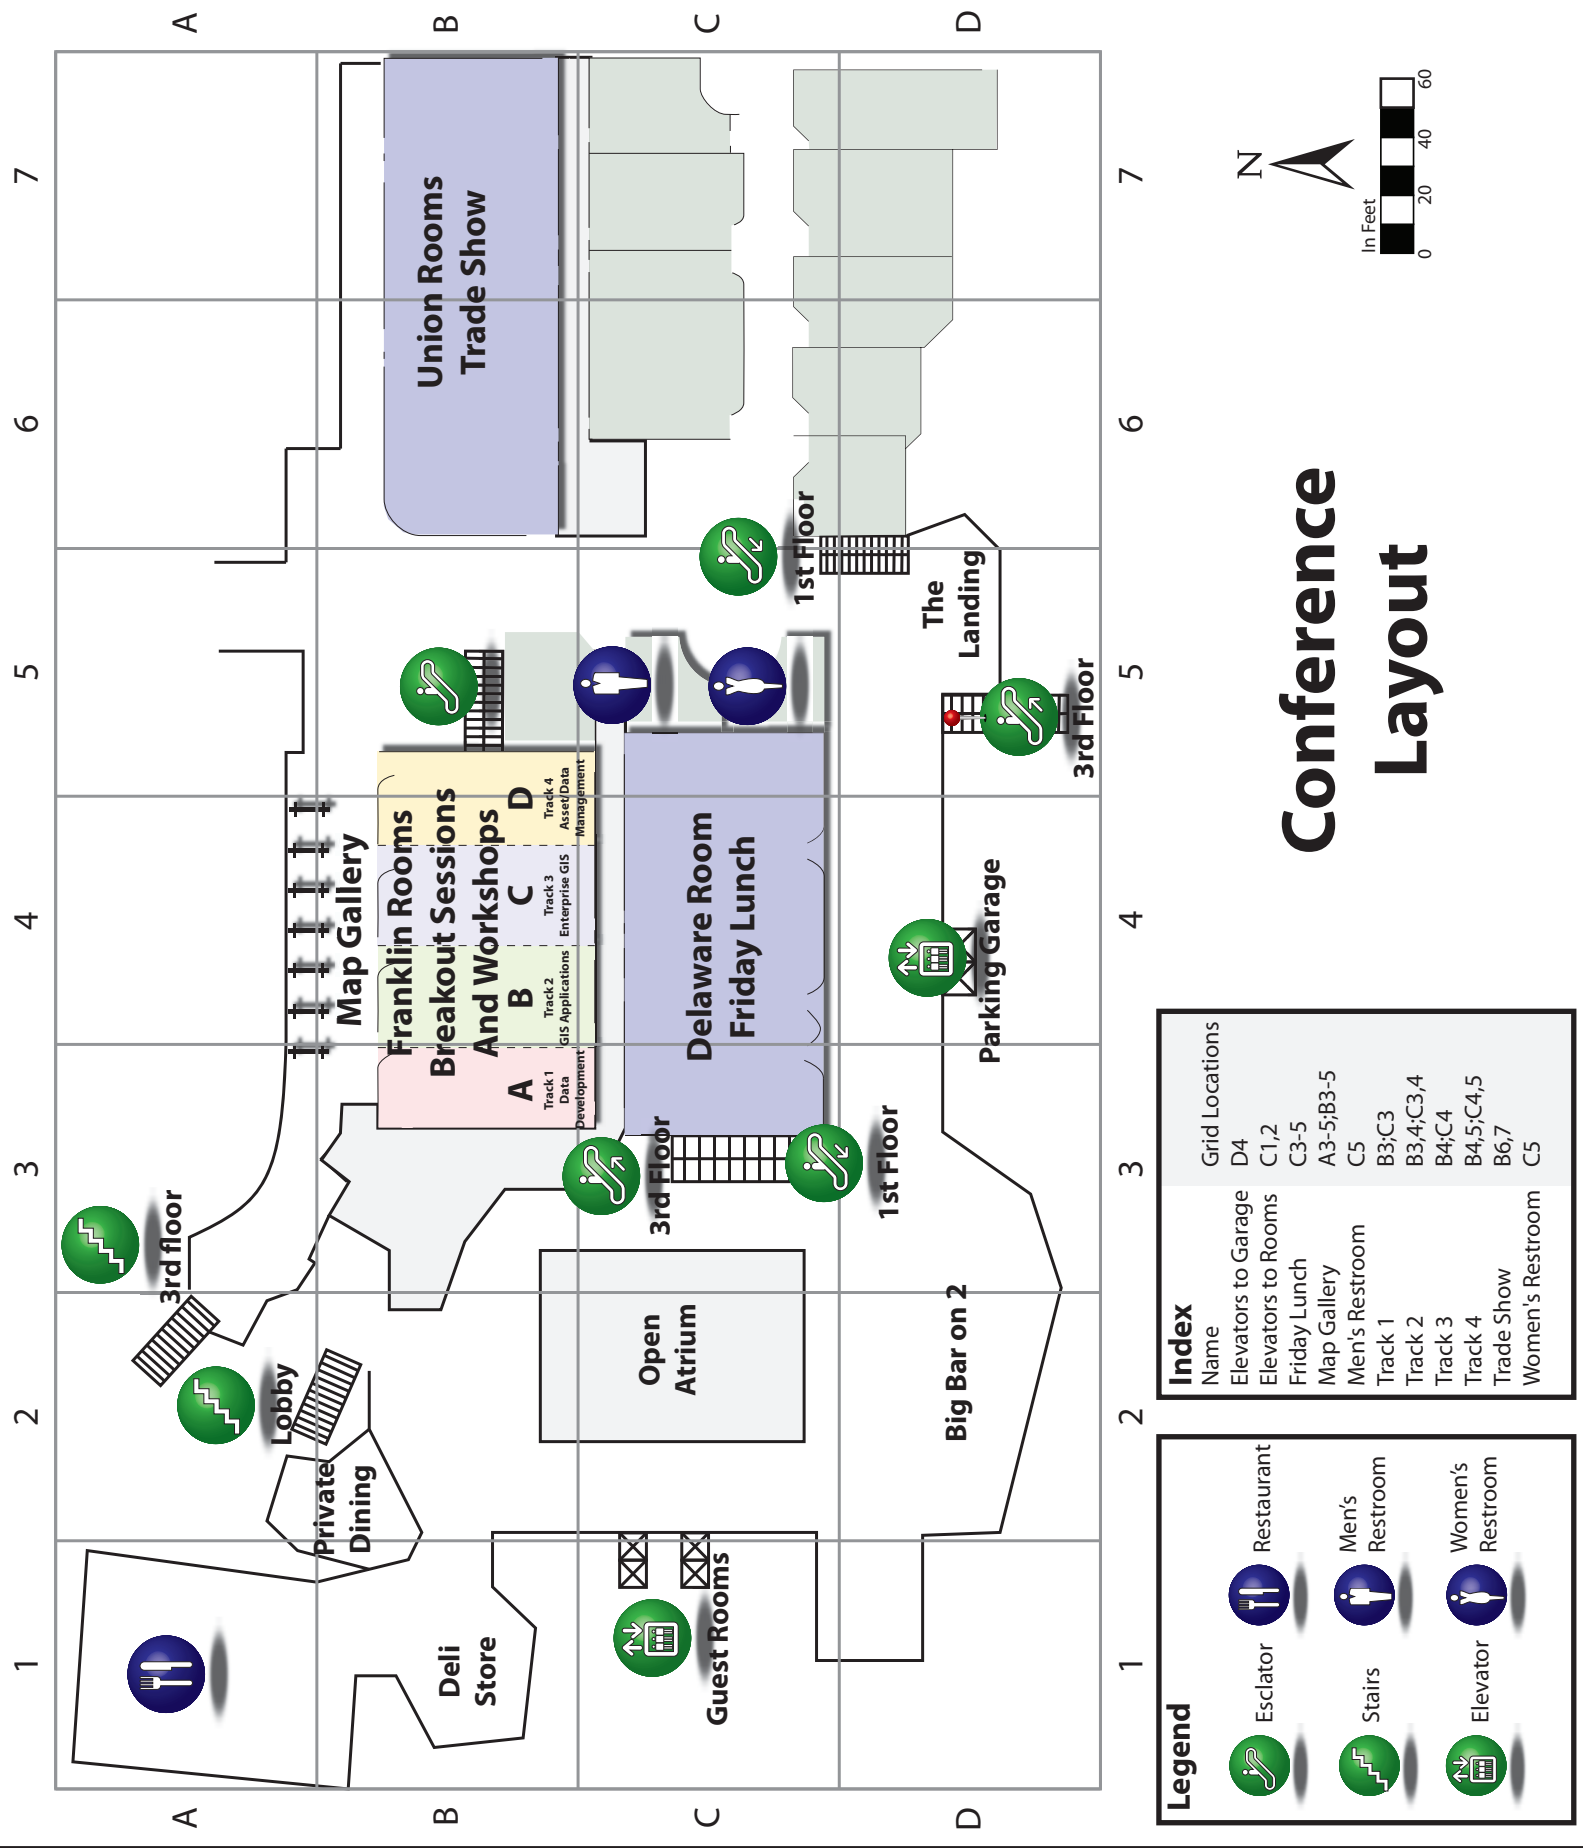 1
2
3
4
5
6
7
A
A
B
B
C
C
D
D
3rd floor
Lobby
Private
Dining
Deli
Store
Map Gallery
Franklin Rooms
Breakout Sessions
And Workshops
A
B
C
D
Track 1
Data
Development
Track 2
GIS Applications
Track 3
Enterprise GIS
Track 4
Asset/Data
Management
Union Rooms
Trade Show
Guest Rooms
Open
Atrium
3rd Floor
1st Floor
Delaware Room
Friday Lunch
1st Floor
Big Bar on 2
Parking Garage
The
Landing
3rd Floor
1
2
3
4
5
6
7
Legend
Esclator
Restaurant
Stairs
Men's
Restroom
Elevator
Women's
Restroom
Index
Name Grid Locations
Elevators to Garage D4
Elevators to Rooms C1,2
Friday Lunch C3-5
Map Gallery A3-5;B3-5
Men's Restroom C5
Track 1 B3;C3
Track 2 B3,4;C3,4
Track 3 B4;C4
Track 4 B4,5;C4,5
Trade Show B6,7
Women's Restroom C5
Conference
Layout
N
In Feet
0 20 40 60